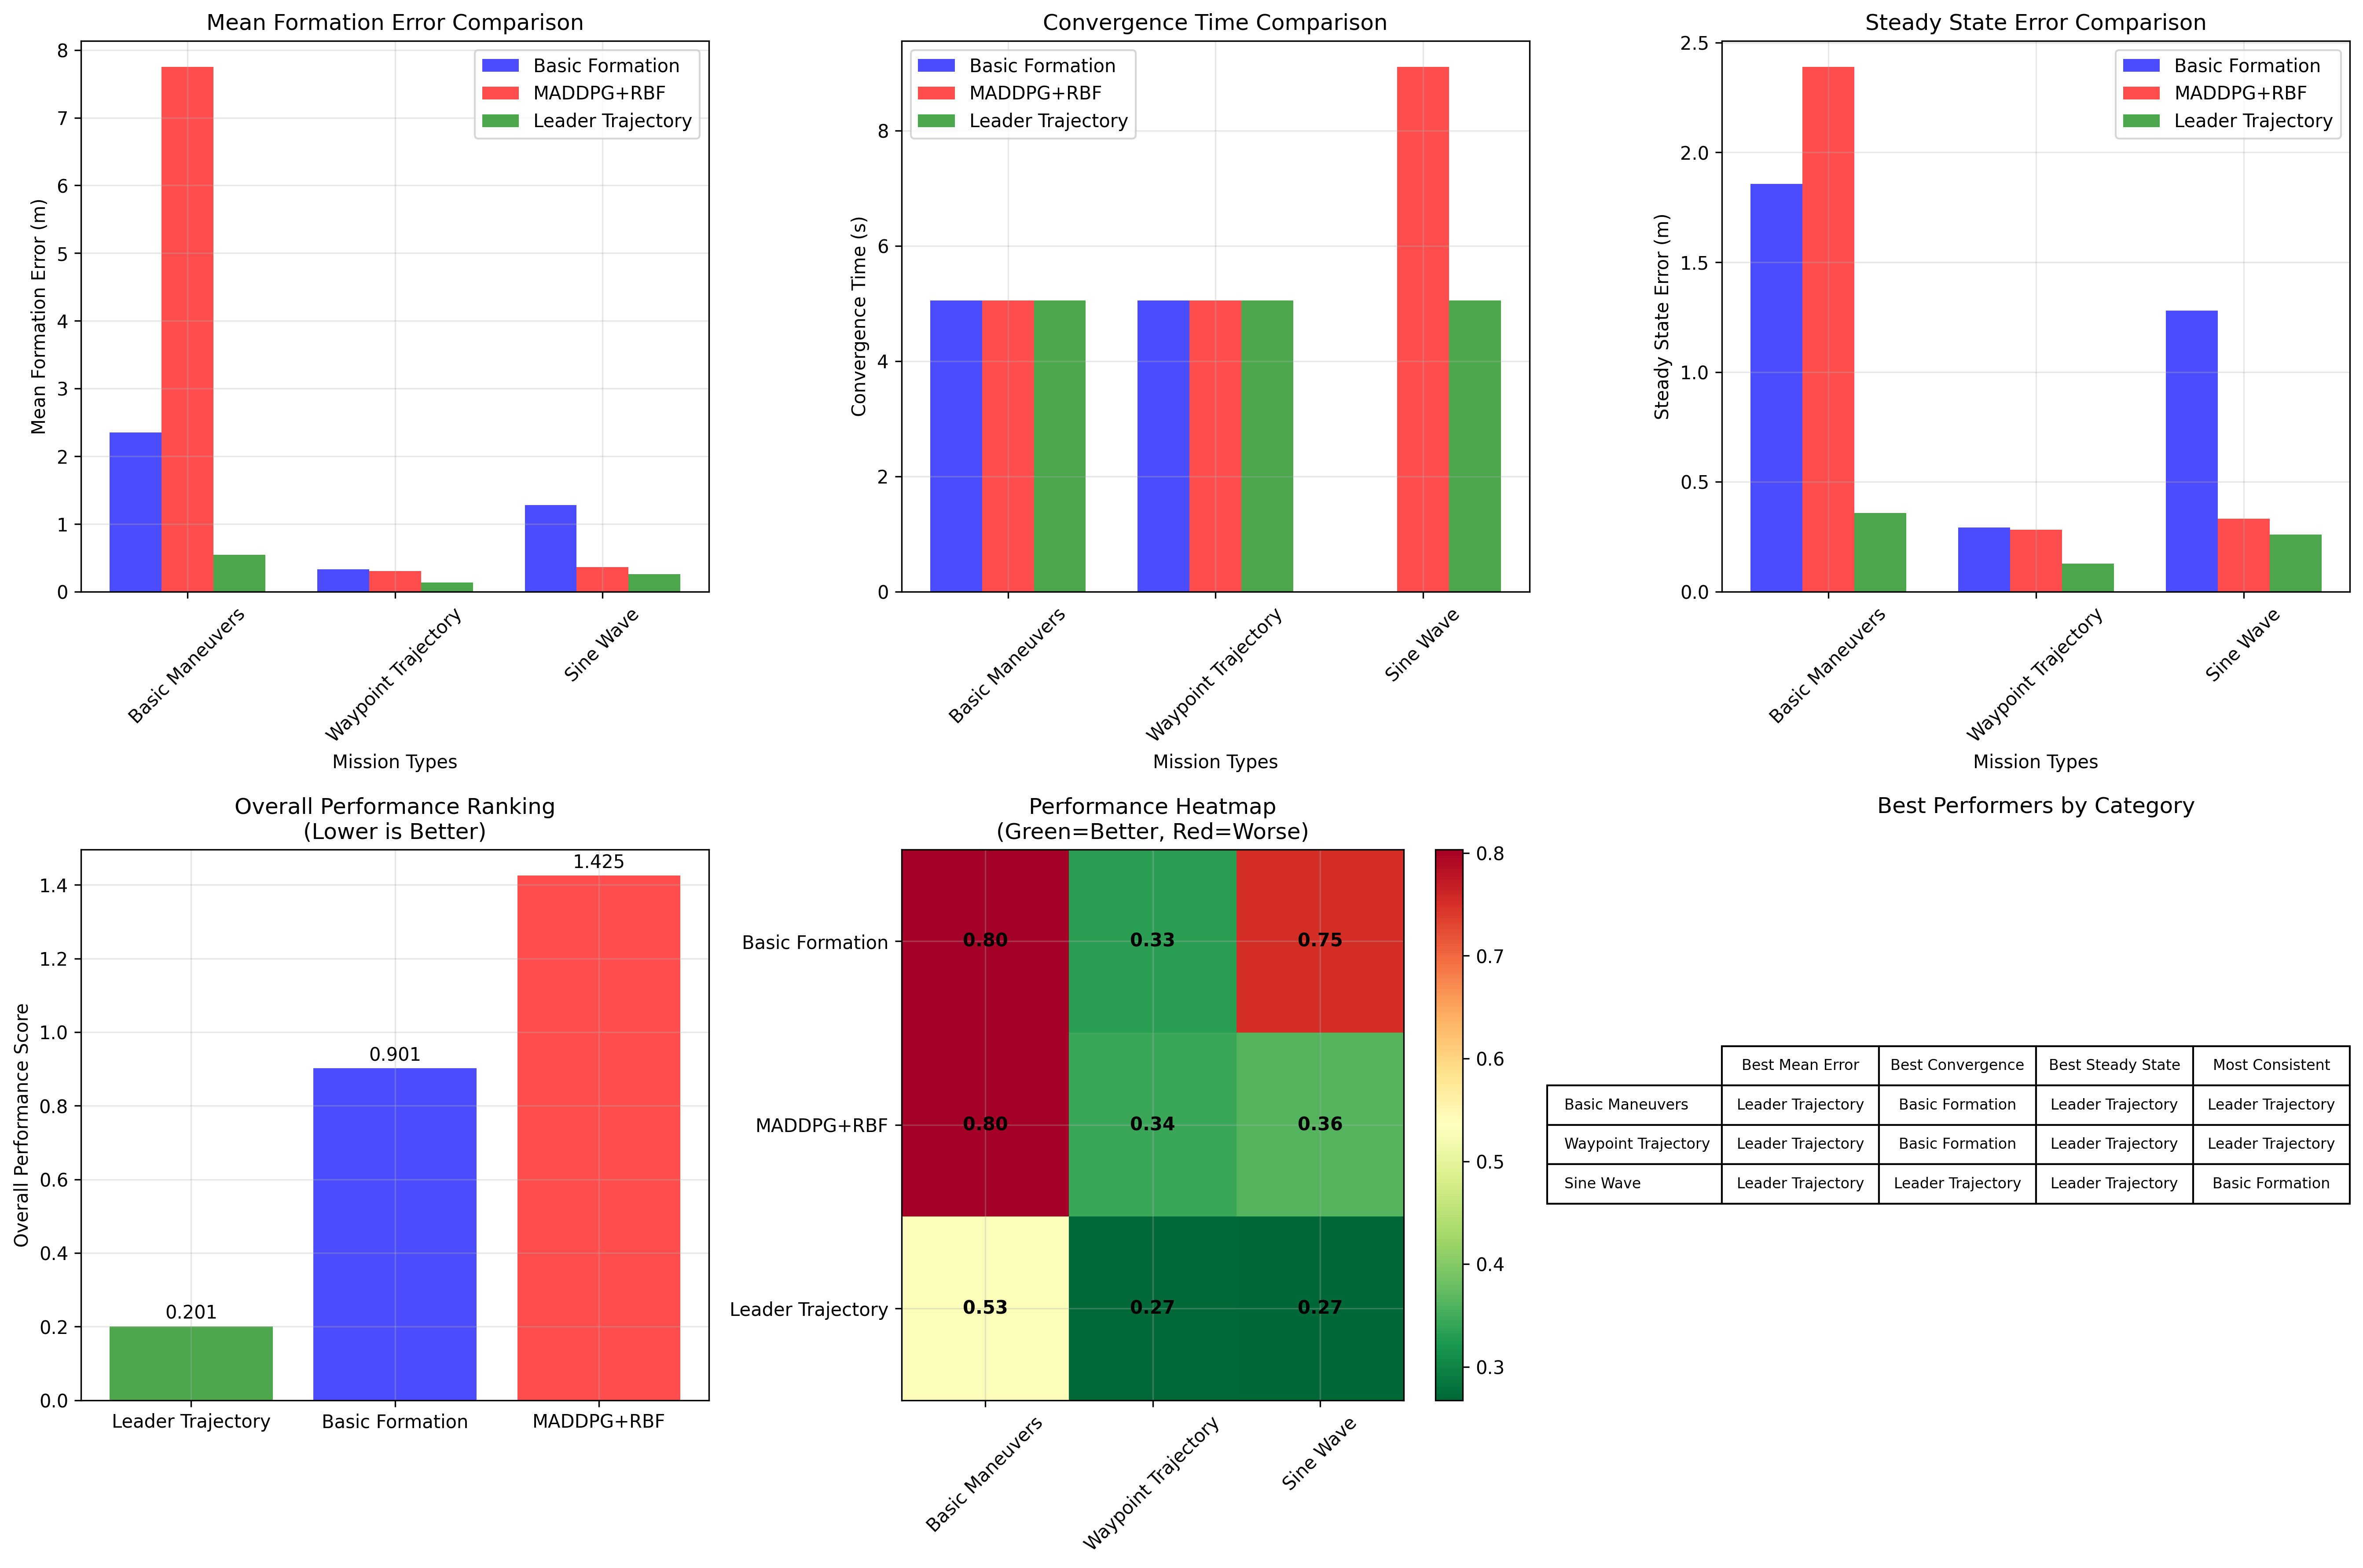 Mean Formation Error Comparison
Mean Formation Error (m)
8
7
6
5
4
3
2
1
0
Basic Formation
MADDPG+RBF
Leader Trajectory
Basic Maneuvers
Waypoint Trajectory
Sine Wave
Mission Types
Convergence Time Comparison
Convergence Time (s)
8
6
4
2
0
Basic Formation
MADDPG+RBF
Leader Trajectory
Basic Maneuvers
Waypoint Trajectory
Sine Wave
Mission Types
Steady State Error Comparison
Steady State Error (m)
2.5
2.0
1.5
1.0
0.5
0.0
Basic Formation
MADDPG+RBF
Leader Trajectory
Basic Maneuvers
Waypoint Trajectory
Sine Wave
Mission Types
Overall Performance Ranking
(Lower is Better)
Overall Performance Score
1.4
1.2
1.0
0.8
0.6
0.4
0.2
0.0
0.201
0.901
1.425
Leader Trajectory
Basic Formation
MADDPG+RBF
Performance Heatmap
(Green=Better, Red=Worse)
Basic Formation
0.80 0.33 0.75
MADDPG+RBF
0.80 0.34 0.36
Leader Trajectory
0.53 0.27 0.27
Basic Maneuvers
Waypoint Trajectory
Sine Wave
0.8
0.7
0.6
0.5
0.4
0.3
Best Performers by Category
Best Mean Error Best Convergence Best Steady State Most Consistent
Basic Maneuvers Leader Trajectory Basic Formation Leader Trajectory Leader Trajectory
Waypoint Trajectory Leader Trajectory Basic Formation Leader Trajectory Leader Trajectory
Sine Wave Leader Trajectory Leader Trajectory Leader Trajectory Basic Formation